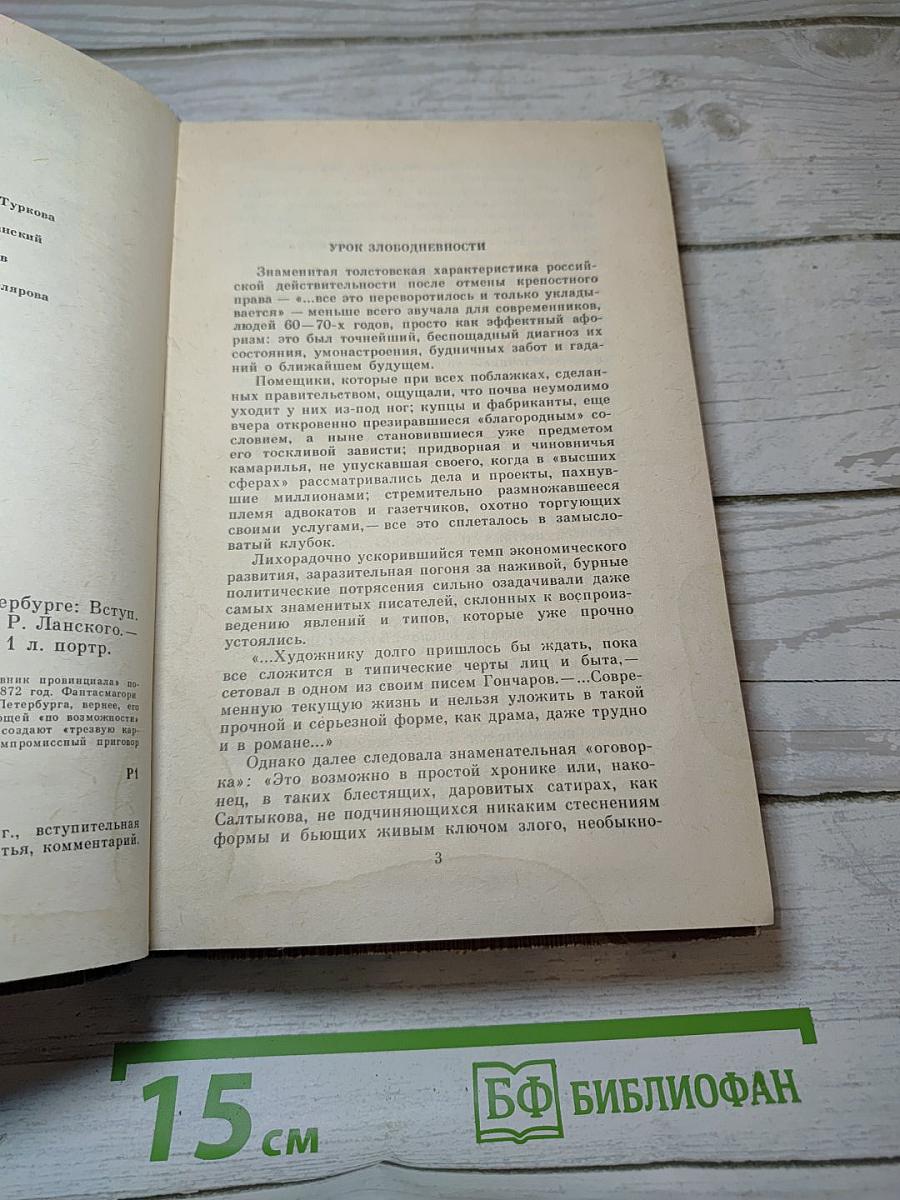 Туркова
нский
в
лярова
ербурге: Вступ.
Р. Ланского.—
1 л. портр.
вник провинциала» по-
872 год. Фантасмагори
Петербурга, вернее, его
ющей «по возможности»
создают «трезвую кар-
мпромиссный приговор
Р1
г., вступительная
тья, комментарий.
УРОК ЗЛОБОДНЕВНОСТИ
Знаменитая толстовская характеристика россий-
ской действительности после отмены крепостного
права — «...все это переворотилось и только уклады-
вается» — меньше всего звучала для современников,
людей 60—70-х годов, просто как эффектный афо-
ризм: это был точнейший, беспощадный диагноз их
состояния, умонастроения, будничных забот и гада-
ний о ближайшем будущем.
Помещики, которые при всех поблажках, сделан-
ных правительством, ощущали, что почва неумолимо
уходит у них из-под ног; купцы и фабриканты, еще
вчера откровенно презиравшиеся «благородным» со-
словием, а ныне становившиеся уже предметом
его тоскливой зависти; придворная и чиновничья
камарилья, не упускавшая своего, когда в «высших
сферах» рассматривались дела и проекты, пахнув-
шие миллионами; стремительно размножавшееся
племя адвокатов и газетчиков, охотно торгующих
своими услугами,— все это сплеталось в замысло-
ватый клубок.
Лихорадочно ускорившийся темп экономического
развития, заразительная погоня за наживой, бурные
политические потрясения сильно озадачивали даже
самых знаменитых писателей, склонных к воспроиз-
ведению явлений и типов, которые уже прочно
устоялись.
«...Художнику долго пришлось бы ждать, пока
все сложится в типические черты лиц и быта,—
сетовал в одном из своим писем Гончаров.—...Совре-
менную текущую жизнь и нельзя уложить в такой
прочной и серьезной форме, как драма, даже трудно
и в романе...»
Однако далее следовала знаменательная «оговор-
ка»: «Это возможно в простой хронике или, нако-
нец, в таких блестящих, даровитых сатирах, как
Салтыкова, не подчиняющихся никаким стеснениям
формы и бьющих живым ключом злого, необыкно-
3
15 см
БФ БИБЛИОФАН